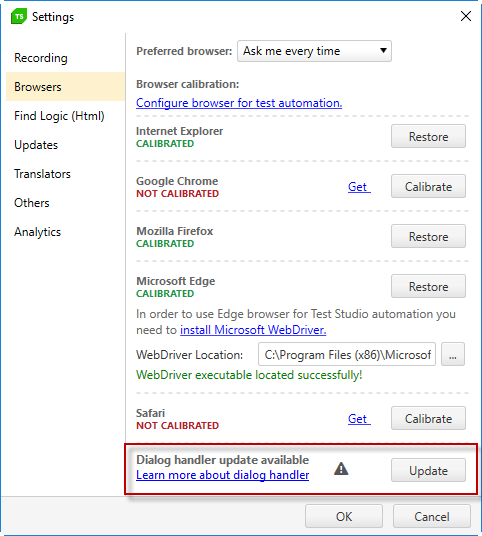 TS Settings
Recording
Browsers
Find Logic (Html)
Updates
Translators
Others
Analytics
Preferred browser: Ask me every time
Browser calibration:
Configure browser for test automation.
Internet Explorer
CALIBRATED
Restore
Google Chrome
NOT CALIBRATED
Get
Calibrate
Mozilla Firefox
CALIBRATED
Restore
Microsoft Edge
CALIBRATED
Restore
In order to use Edge browser for Test Studio automation you
need to install Microsoft WebDriver.
WebDriver Location: C:\Program Files (x86)\Microsof ...
WebDriver executable located successfully!
Safari
NOT CALIBRATED
Get
Calibrate
Dialog handler update available
Learn more about dialog handler
Update
OK
Cancel